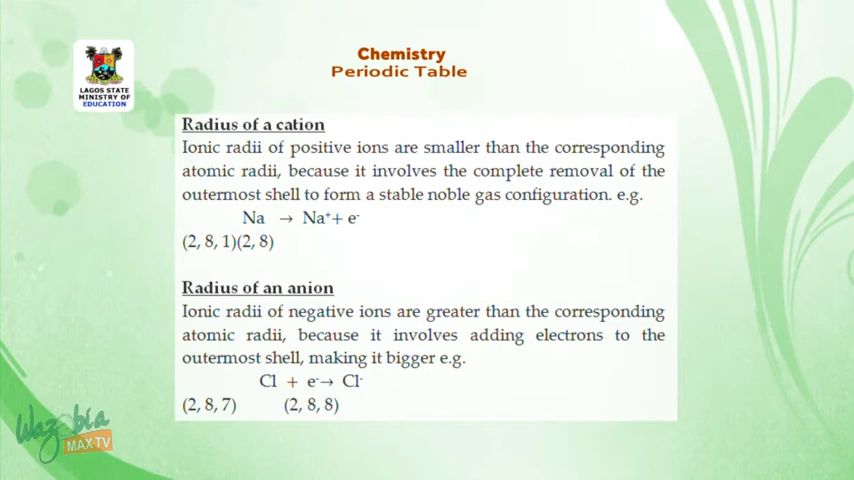 Chemistry
Periodic Table
LAGOS STATE
MINISTRY OF
EDUCATION
Radius of a cation
Ionic radii of positive ions are smaller than the corresponding
atomic radii, because it involves the complete removal of the
outermost shell to form a stable noble gas configuration. e.g.
Na → Na⁺+ e⁻
(2, 8, 1)(2, 8)
Radius of an anion
Ionic radii of negative ions are greater than the corresponding
atomic radii, because it involves adding electrons to the
outermost shell, making it bigger e.g.
Cl + e⁻→ Cl⁻
(2, 8, 7) (2, 8, 8)
Wazobia
MAX TV